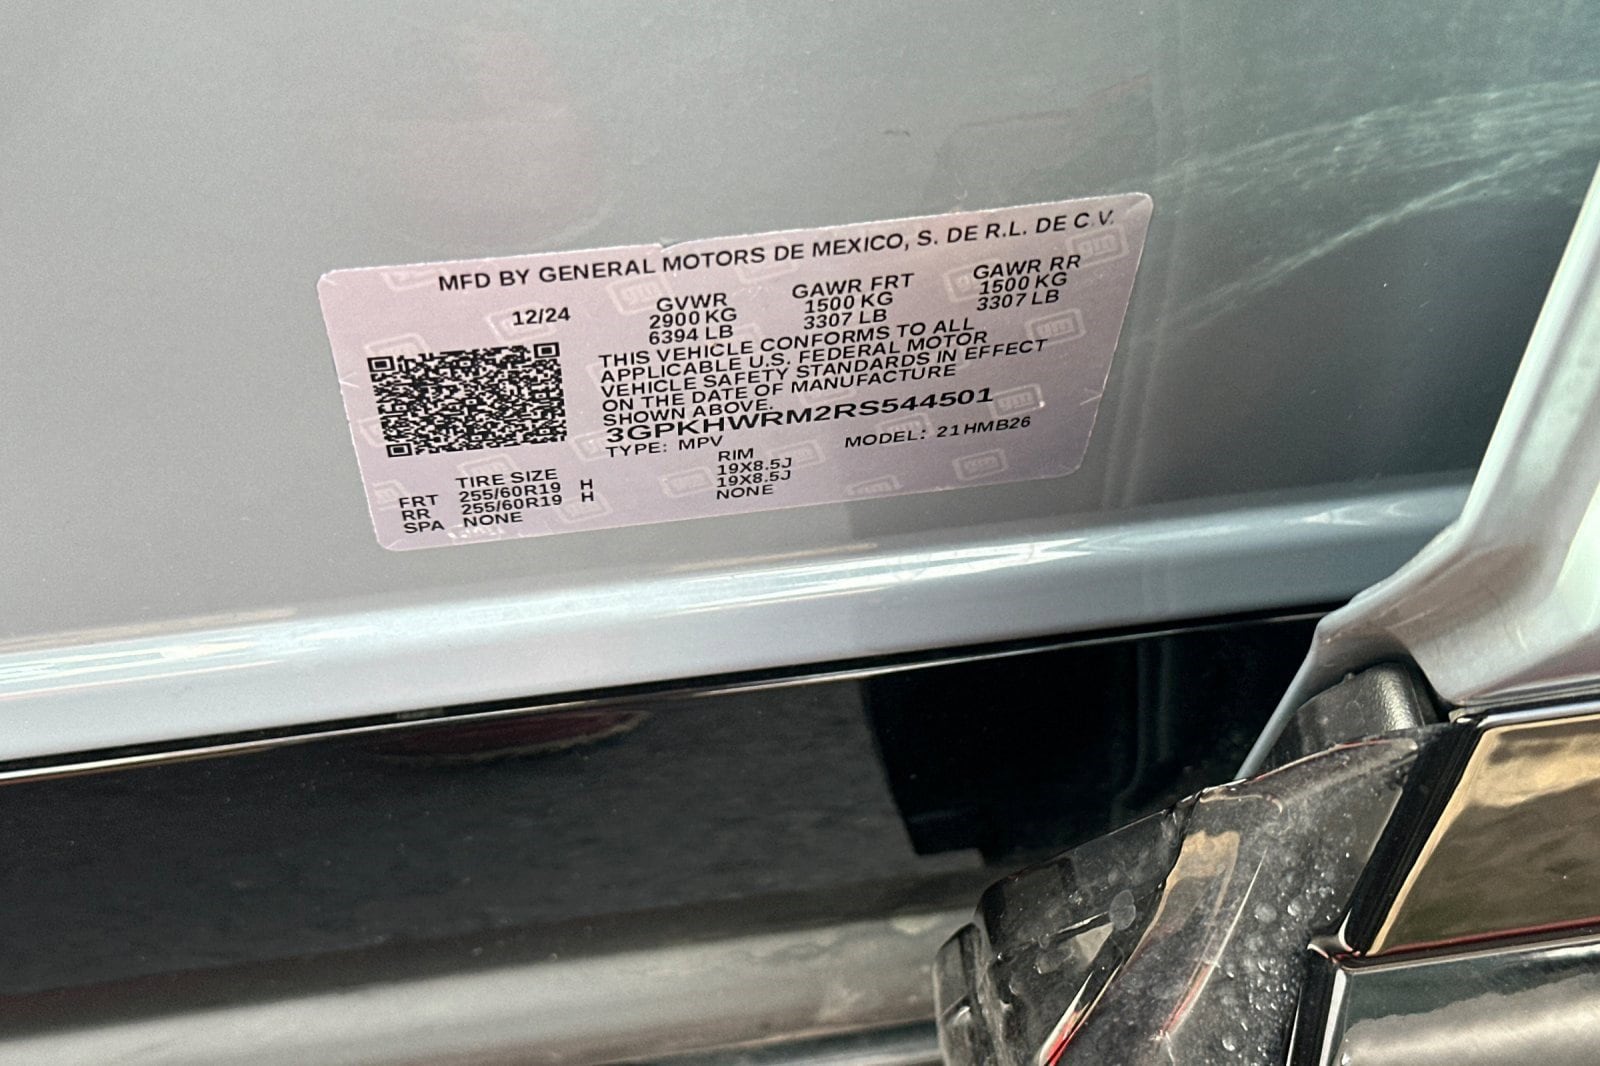 MFD BY GENERAL MOTORS DE MEXICO, S. DE R.L. DE C.V.
12/24
GVWR
2900 KG
6394 LB
GAWR FRT
1500 KG
3307 LB
GAWR RR
1500 KG
3307 LB
THIS VEHICLE CONFORMS TO ALL
APPLICABLE U.S. FEDERAL MOTOR
VEHICLE SAFETY STANDARDS IN EFFECT
ON THE DATE OF MANUFACTURE
SHOWN ABOVE.
3GPKHWRM2RS544501
TYPE: MPV MODEL: 21HMB26
TIRE SIZE RIM
FRT 255/60R19 H 19X8.5J
RR 255/60R19 H 19X8.5J
SPA NONE NONE